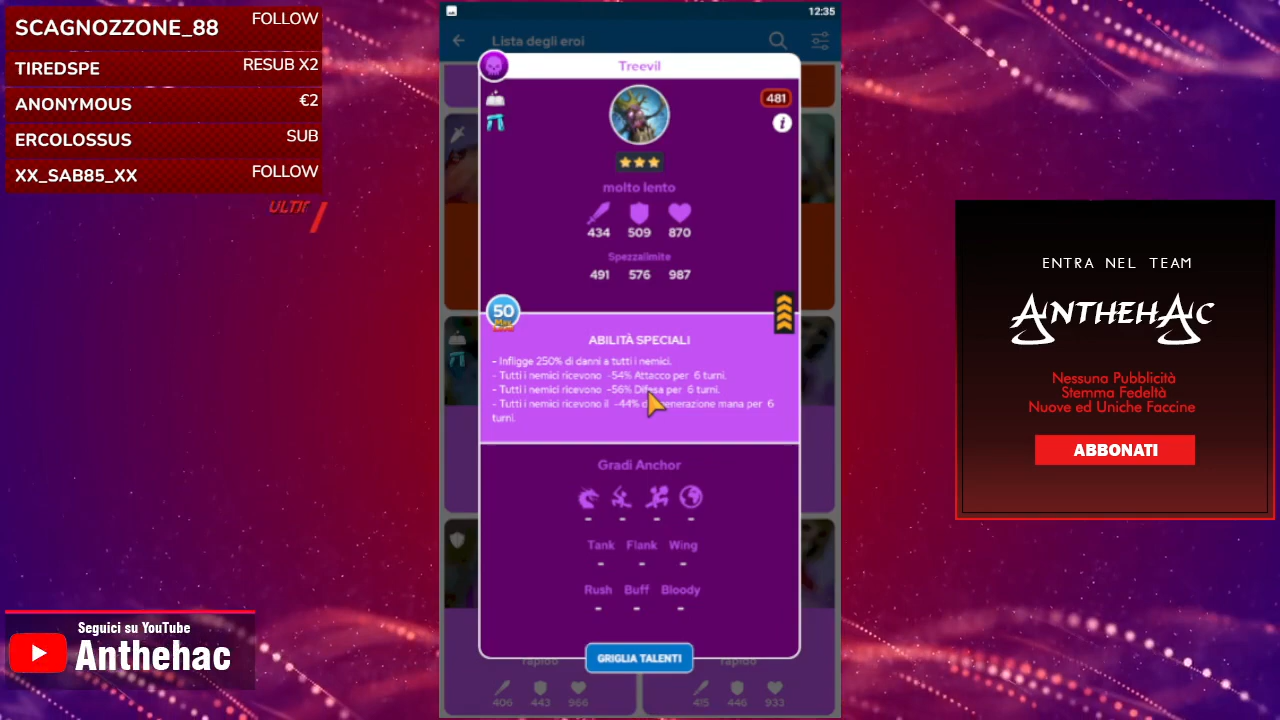 SCAGNOZZONE_88 FOLLOW
TIREDSPE RESUB X2
ANONYMOUS €2
ERCOLOSSUS SUB
XX_SAB85_XX FOLLOW
12:35
Lista degli eroi
Treevil
481
molto lento
434 509 870
Spezzalimite
491 576 987
50
Max
ABILITÀ SPECIALI
- Infligge 250% di danni a tutti i nemici.
- Tutti i nemici ricevono -54% Attacco per 6 turni.
- Tutti i nemici ricevono -56% Difesa per 6 turni.
- Tutti i nemici ricevono il -44% di generazione mana per 6
turni.
Gradi Anchor
- - - -
Tank Flank Wing
- - -
Rush Buff Bloody
- - -
GRIGLIA TALENTI
rapido rapido
406 443 966 415 446 933
ENTRA NEL TEAM
ANTHEHAC
Nessuna Pubblicità
Stemma Fedeltà
Nuove ed Uniche Faccine
ABBONATI
Seguici su YouTube
Anthehac